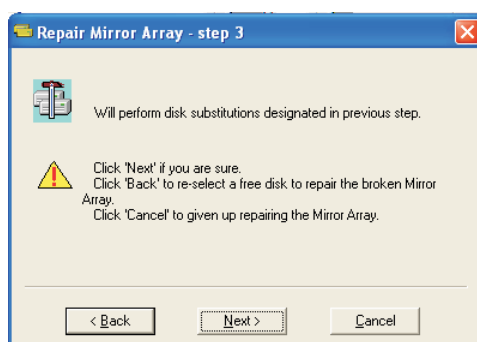 Repair Mirror Array - step 3
Will perform disk substitutions designated in previous step.
Click 'Next' if you are sure.
Click 'Back' to re-select a free disk to repair the broken Mirror
Array.
Click 'Cancel' to given up repairing the Mirror Array.
< Back Next > Cancel